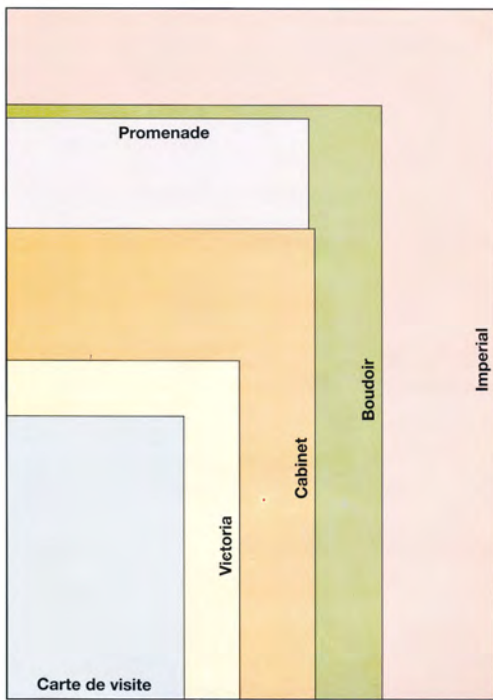 Promenade
Imperial
Boudoir
Cabinet
Victoria
Carte de visite